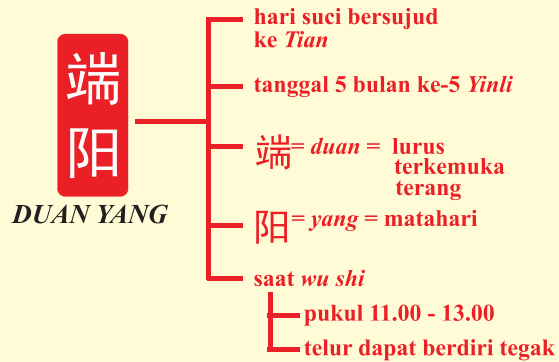 端
阳
DUAN YANG
hari suci bersujud
ke Tian
tanggal 5 bulan ke-5 Yinli
端 = duan = lurus
terkemuka
terang
阳 = yang = matahari
saat wu shi
pukul 11.00 - 13.00
telur dapat berdiri tegak